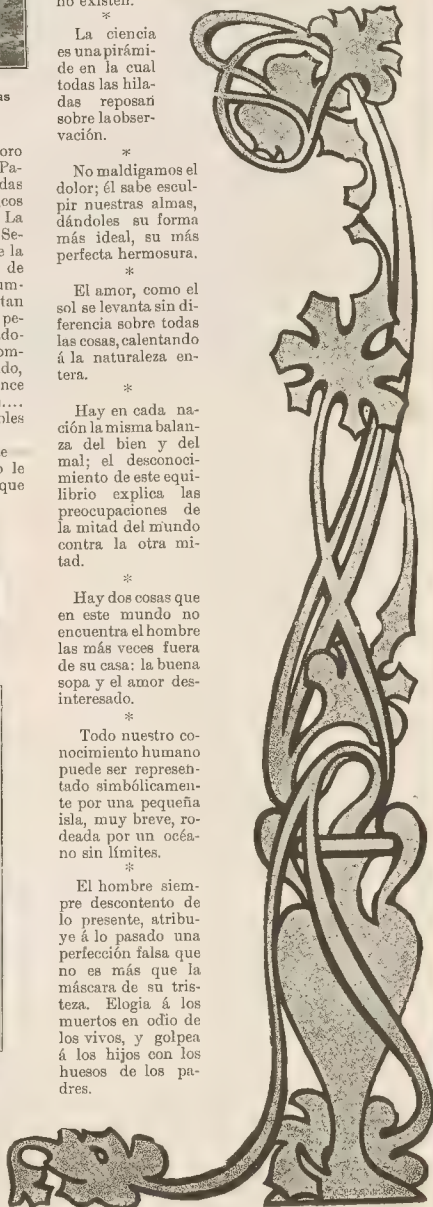 as
oro
Pa-
das
cos
La
Se-
e la
de
um-
tan
pe-
do-
om-
do,
nce
....
bles
e
o le
que
no existen.
*
La ciencia
es una pirámi-
de en la cual
todas las hila-
das reposan
sobre la obser-
vación.
*
No maldigamos el
dolor; él sabe escul-
pir nuestras almas,
dándoles su forma
más ideal, su más
perfecta hermosura.
*
El amor, como el
sol se levanta sin di-
ferencia sobre todas
las cosas, calentando
á la naturaleza en-
tera.
*
Hay en cada na-
ción la misma balan-
za del bien y del
mal; el desconoci-
miento de este equi-
librio explica las
preocupaciones de
la mitad del mundo
contra la otra mi-
tad.
*
Hay dos cosas que
en este mundo no
encuentra el hombre
las más veces fuera
de su casa: la buena
sopa y el amor des-
interesado.
*
Todo nuestro co-
nocimiento humano
puede ser represen-
tado simbólicamen-
te por una pequeña
isla, muy breve, ro-
deada por un océa-
no sin límites.
*
El hombre siem-
pre descontento de
lo presente, atribu-
ye á lo pasado una
perfección falsa que
no es más que la
máscara de su tris-
teza. Elogia á los
muertos en odio de
los vivos, y golpea
á los hijos con los
huesos de los pa-
dres.